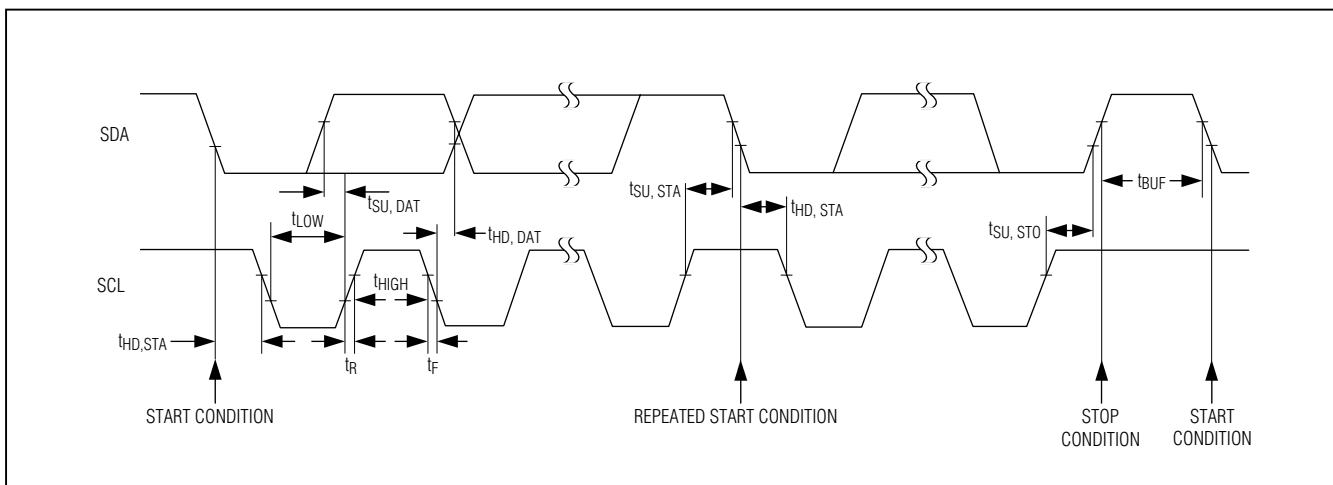 SDA
tSU, DAT
tLOW
tHD, DAT
tSU, STA
tHD, STA
tBUF
tSU, STO
SCL
tHIGH
tHD,STA
tR
tF
START CONDITION
REPEATED START CONDITION
STOP
CONDITION
START
CONDITION